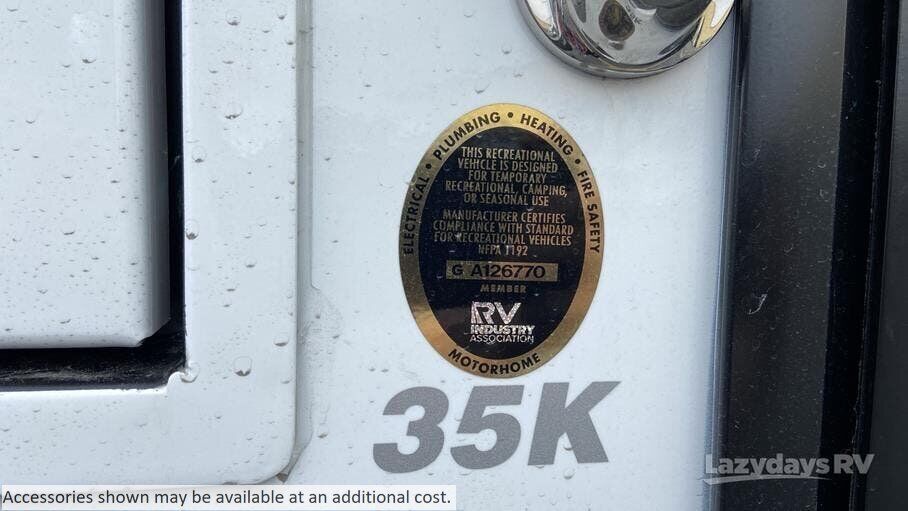 ELECTRICAL • PLUMBING • HEATING • FIRE SAFETY
THIS RECREATIONAL
VEHICLE IS DESIGNED
FOR TEMPORARY
RECREATIONAL, CAMPING,
OR SEASONAL USE
MANUFACTURER CERTIFIES
COMPLIANCE WITH STANDARD
FOR RECREATIONAL VEHICLES
NFPA 1192
G A126770
MEMBER
RV
INDUSTRY
ASSOCIATION
MOTORHOME
35K
Lazydays RV
Accessories shown may be available at an additional cost.